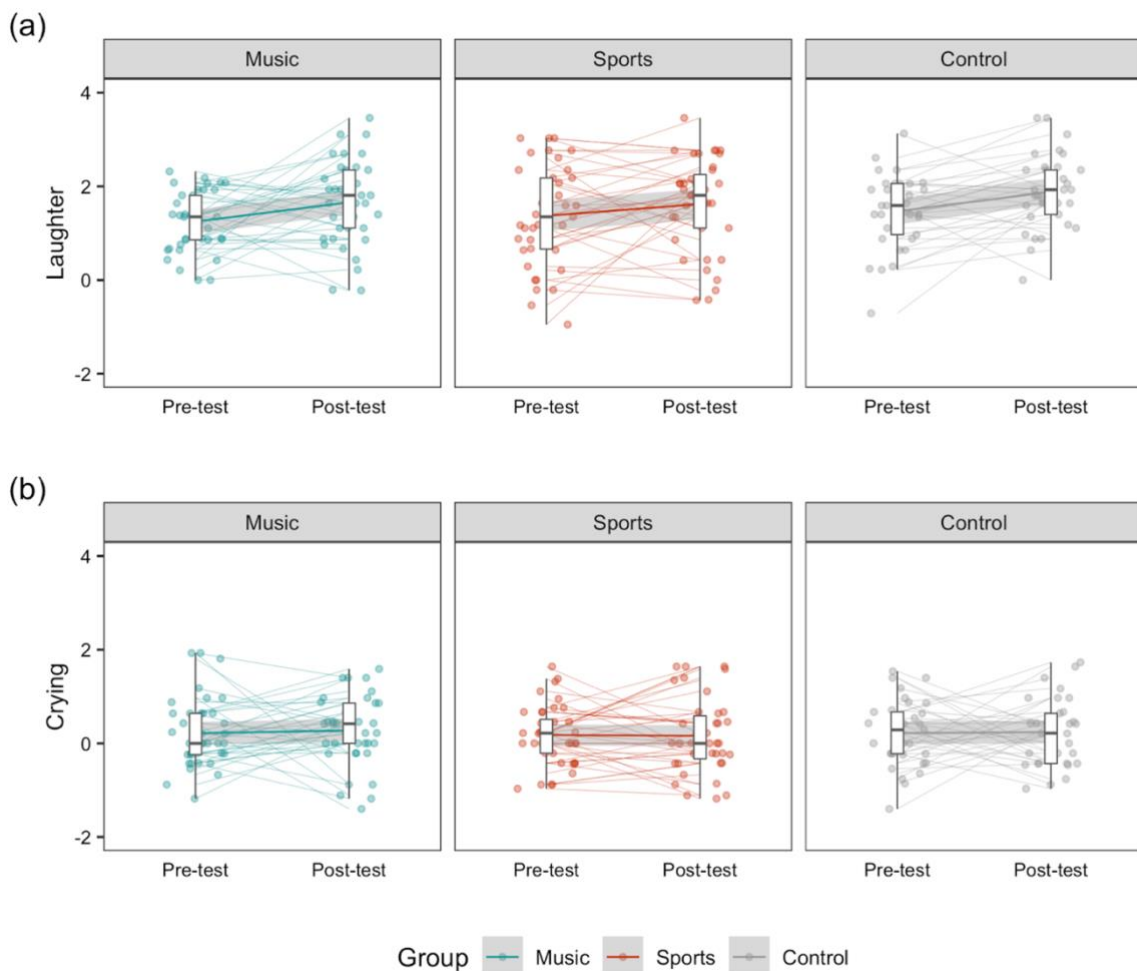 (a)
Music Sports Control
4
2
0
-2
Laughter
Pre-test Post-test Pre-test Post-test Pre-test Post-test
(b)
Music Sports Control
4
2
0
-2
Crying
Pre-test Post-test Pre-test Post-test Pre-test Post-test
Group Music Sports Control